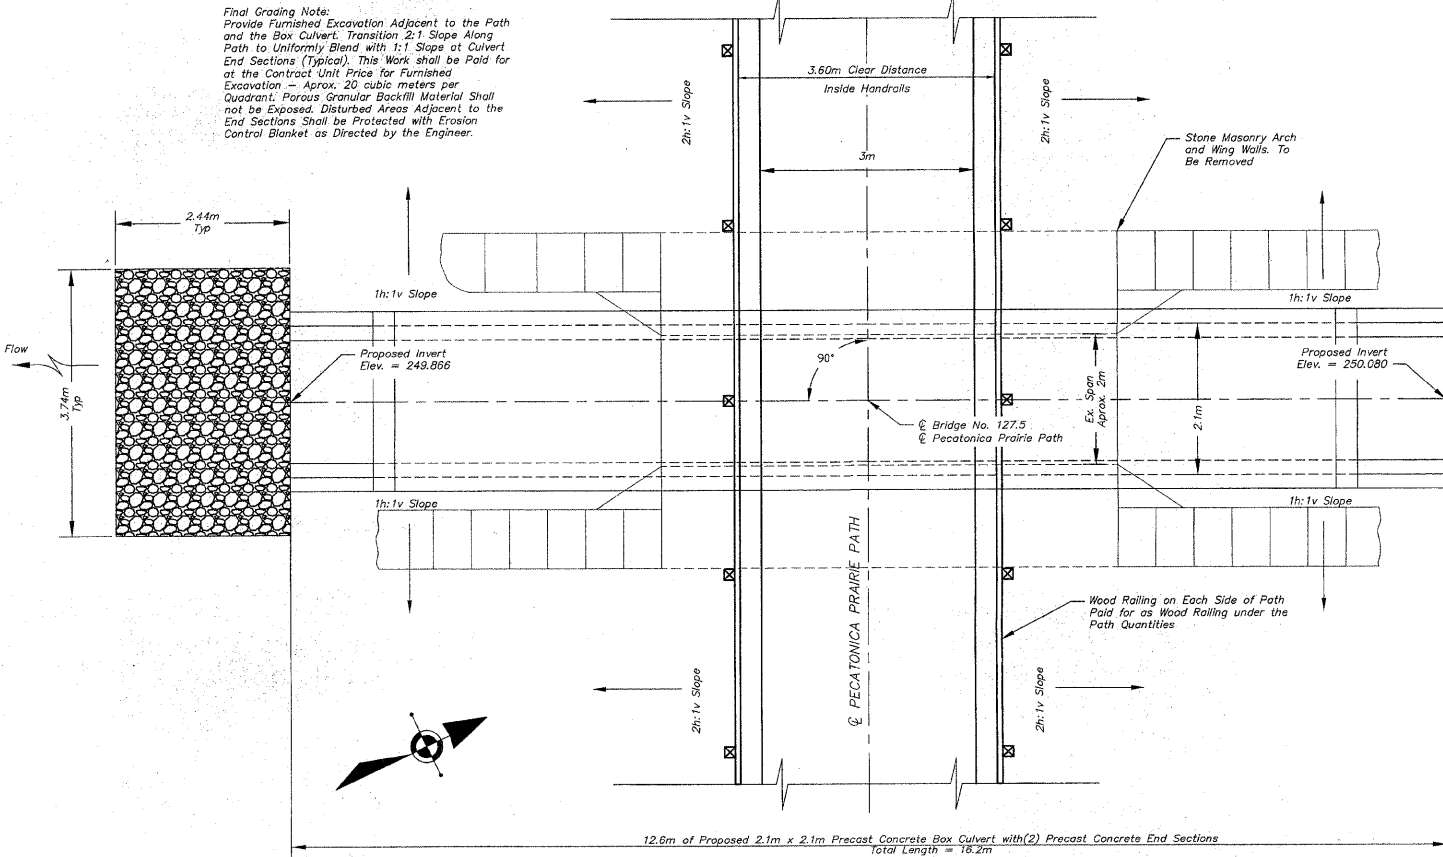 Final Grading Note:
Provide Furnished Excavation Adjacent to the Path
and the Box Culvert. Transition 2:1 Slope Along
Path to Uniformly Blend with 1:1 Slope at Culvert
End Sections (Typical). This Work shall be Paid for
at the Contract Unit Price for Furnished
Excavation - Aprox. 20 cubic meters per
Quadrant. Porous Granular Backfill Material Shall
not be Exposed. Disturbed Areas Adjacent to the
End Sections Shall be Protected with Erosion
Control Blanket as Directed by the Engineer.
3.60m Clear Distance
Inside Handrails
2h:1v Slope
2h:1v Slope
3m
Stone Masonry Arch
and Wing Walls. To
Be Removed
2.44m
Typ
1h:1v Slope
1h:1v Slope
Flow
3.74m
Typ
Proposed Invert
Elev. = 249.866
90°
Ex. Span
Aprox. 2m
2.1m
Proposed Invert
Elev. = 250.080
℄ Bridge No. 127.5
℄ Pecatonica Prairie Path
1h:1v Slope
1h:1v Slope
℄ PECATONICA PRAIRIE PATH
Wood Railing on Each Side of Path
Paid for as Wood Railing under the
Path Quantities
2h:1v Slope
2h:1v Slope
12.6m of Proposed 2.1m x 2.1m Precast Concrete Box Culvert with(2) Precast Concrete End Sections
Total Length = 16.2m